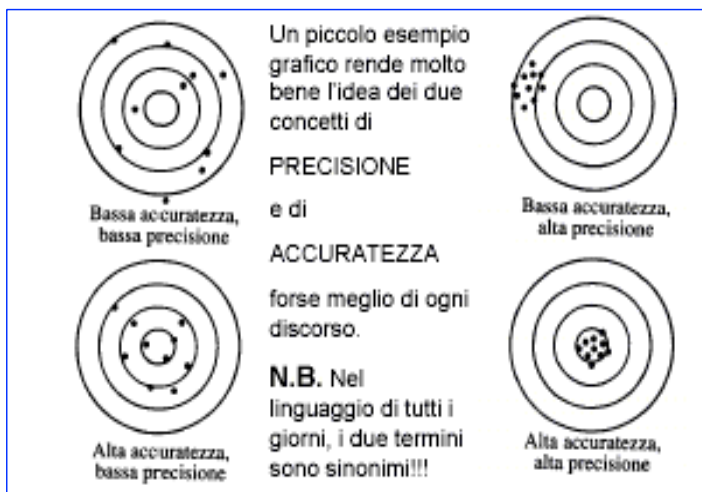 Un piccolo esempio
grafico rende molto
bene l'idea dei due
concetti di
PRECISIONE
e di
ACCURATEZZA
forse meglio di ogni
discorso.
N.B. Nel
linguaggio di tutti i
giorni, i due termini
sono sinonimi!!!
Bassa accuratezza,
bassa precisione
Bassa accuratezza,
alta precisione
Alta accuratezza,
bassa precisione
Alta accuratezza,
alta precisione